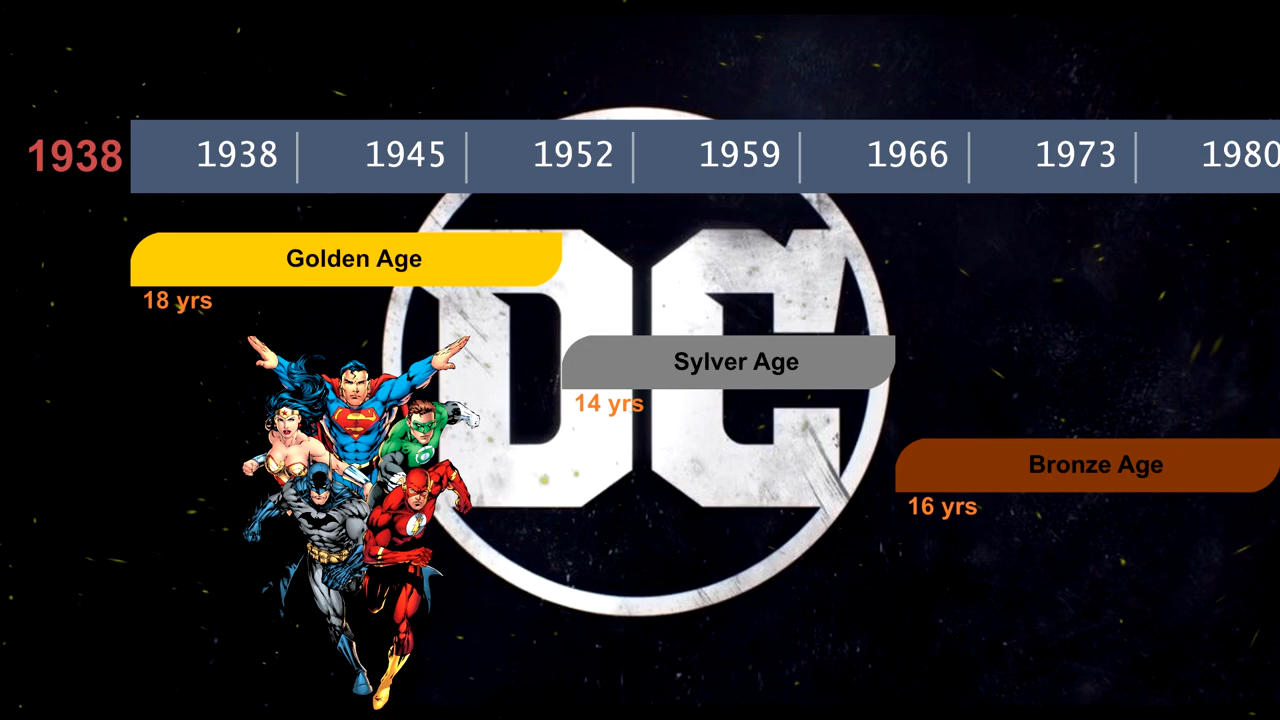 1938 1938 1945 1952 1959 1966 1973 1980
Golden Age
18 yrs
DC
Sylver Age
14 yrs
Bronze Age
16 yrs